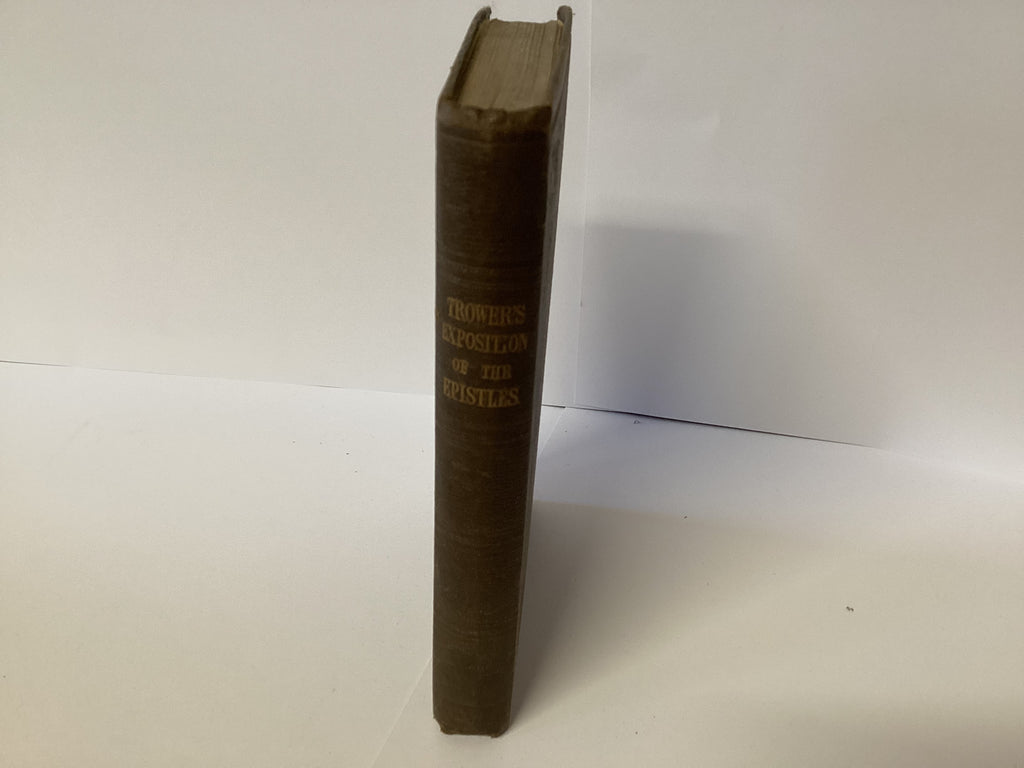 TROWER'S
EXPOSITION
OF THE
EPISTLES.